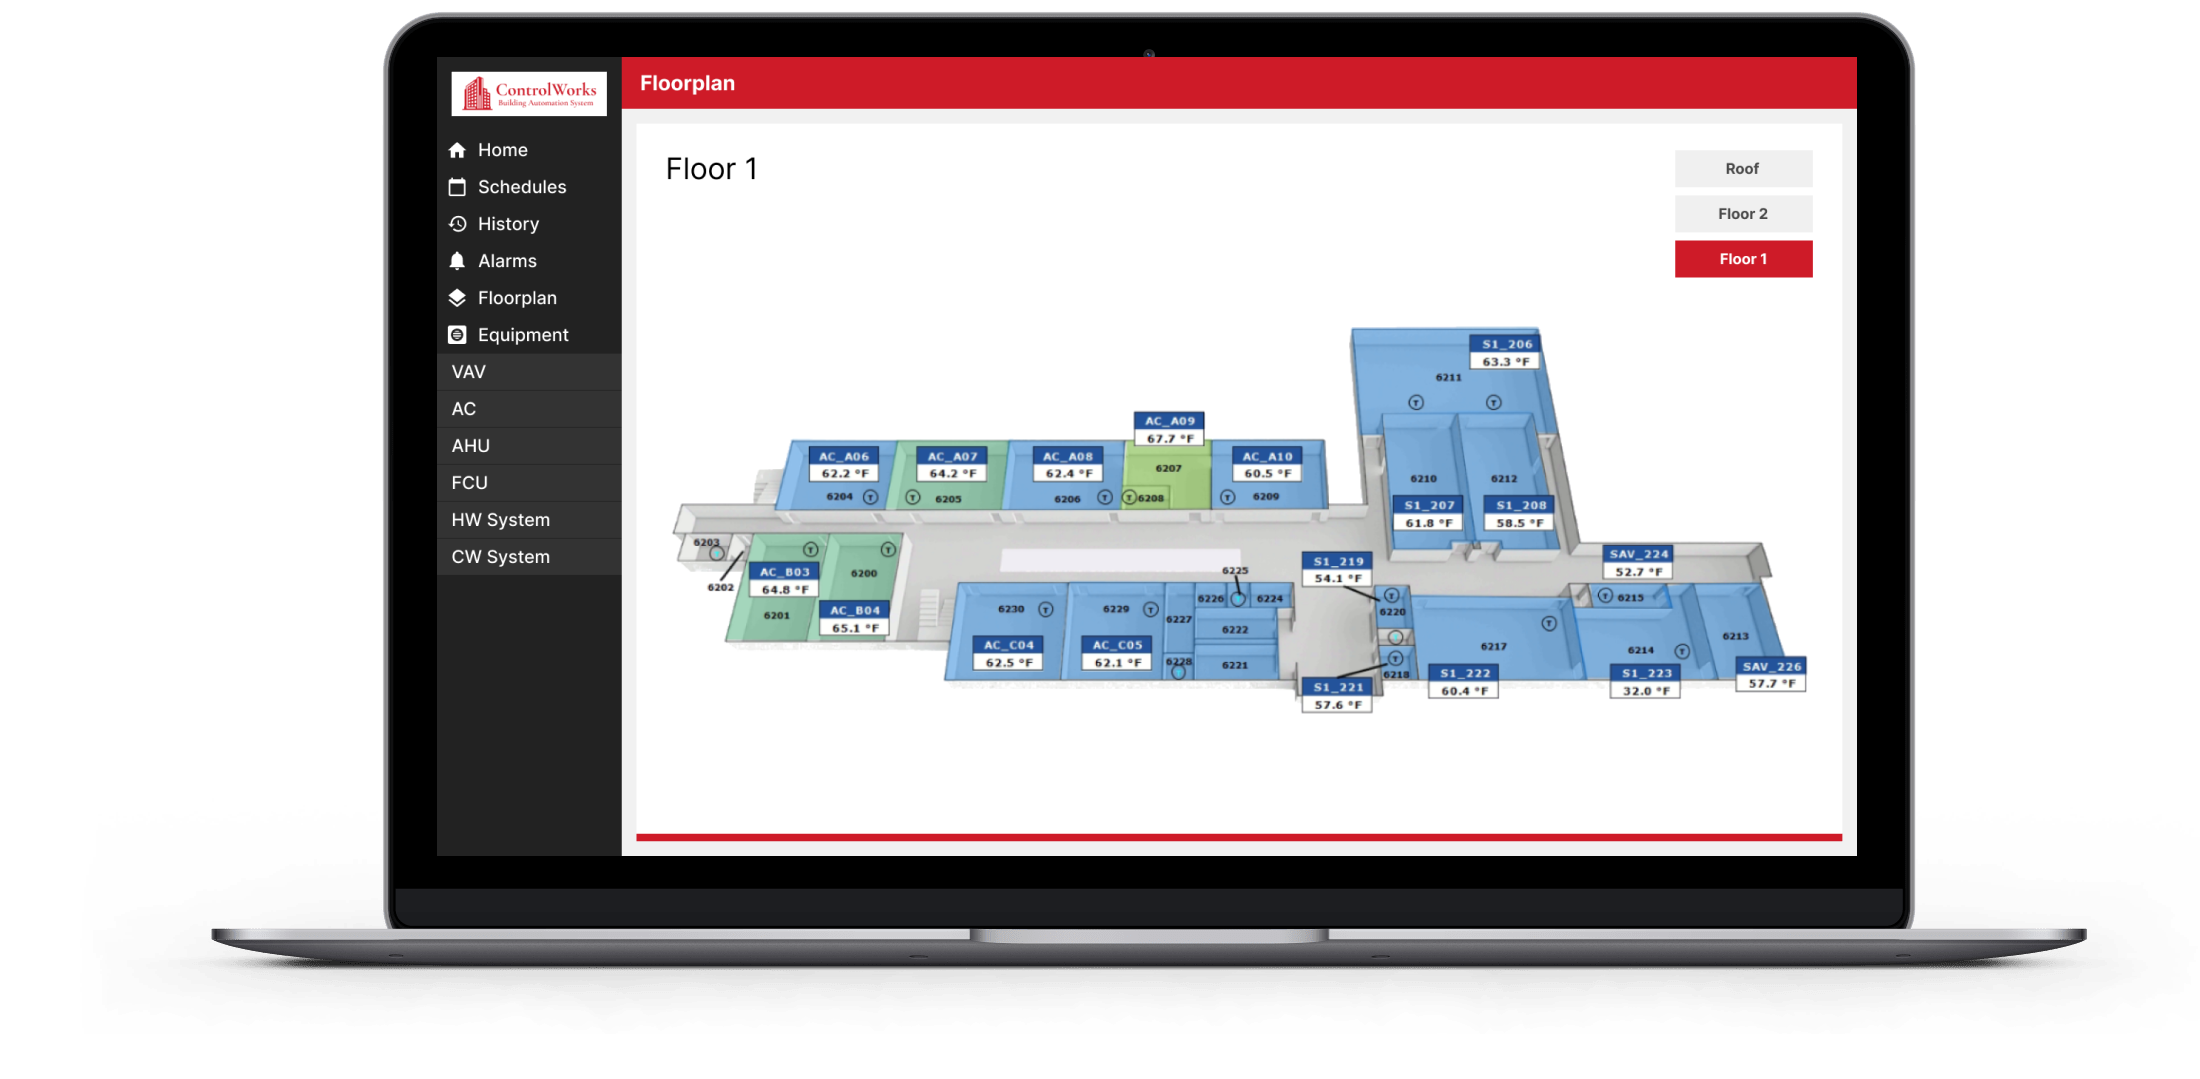 ControlWorks
Building Automation System
Home
Schedules
History
Alarms
Floorplan
Equipment
VAV
AC
AHU
FCU
HW System
CW System
Floorplan
Floor 1
Roof
Floor 2
Floor 1
S1_206
63.3 °F
6211
AC_A09
67.7 °F
AC_A06
62.2 °F
6204 T
AC_A07
64.2 °F
T 6205
AC_A08
62.4 °F
6206 T
6207
T 6208
AC_A10
60.5 °F
T 6209
T
T
6210
6212
S1_207
61.8 °F
S1_208
58.5 °F
6203
6202
T
T
AC_B03
64.8 °F
6201
6200
AC_B04
65.1 °F
6230 T
AC_C04
62.5 °F
6229 T
AC_C05
62.1 °F
6225
6226
6224
6227
6222
6228
6221
S1_219
54.1 °F
T
6220
T
6218
S1_221
57.6 °F
SAV_224
52.7 °F
T 6215
T
6217
S1_222
60.4 °F
6214 T
S1_223
32.0 °F
6213
SAV_226
57.7 °F